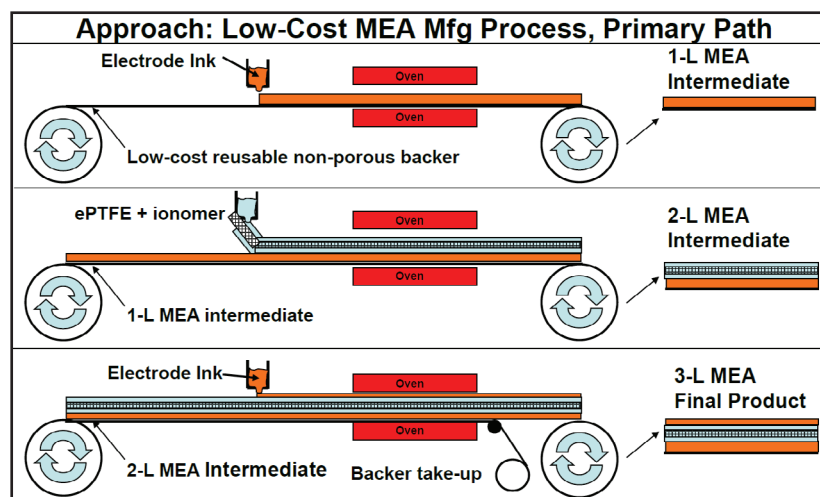 Approach: Low-Cost MEA Mfg Process, Primary Path
Electrode Ink
Oven
Oven
Low-cost reusable non-porous backer
1-L MEA
Intermediate
ePTFE + ionomer
Oven
Oven
1-L MEA intermediate
2-L MEA
Intermediate
Electrode Ink
Oven
Oven
2-L MEA Intermediate
Backer take-up
3-L MEA
Final Product